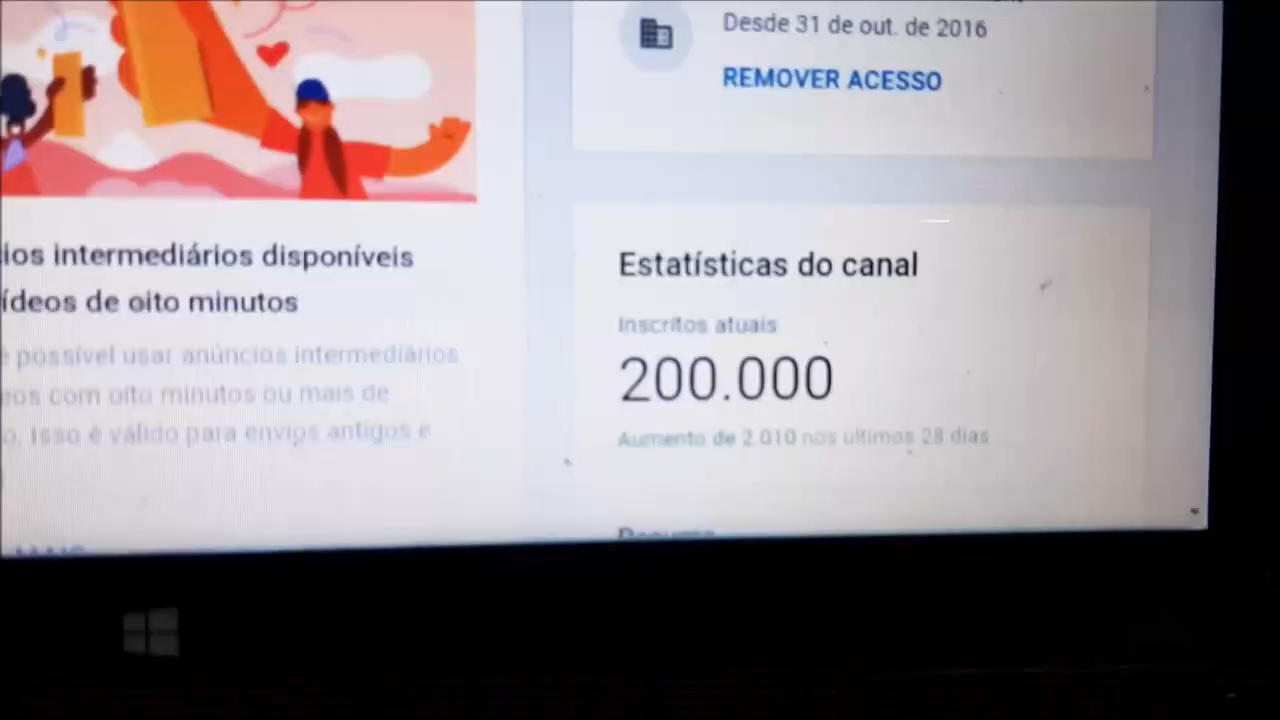 Desde 31 de out. de 2016
REMOVER ACESSO
ios intermediários disponíveis
ídeos de oito minutos
é possível usar anúncios intermediários
eos com oito minutos ou mais de
o. Isso é válido para envios antigos e
MAIS
Estatísticas do canal
Inscritos atuais
200.000
Aumento de 2.010 nos últimos 28 dias